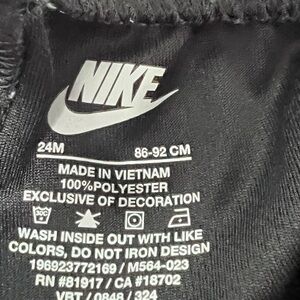 NIKE
24M 86-92 CM
MADE IN VIETNAM
100%POLYESTER
EXCLUSIVE OF DECORATION
WASH INSIDE OUT WITH LIKE
COLORS, DO NOT IRON DESIGN
196923772169 / M564-023
RN #81917 / CA #18702
VRT / 0848 / 324